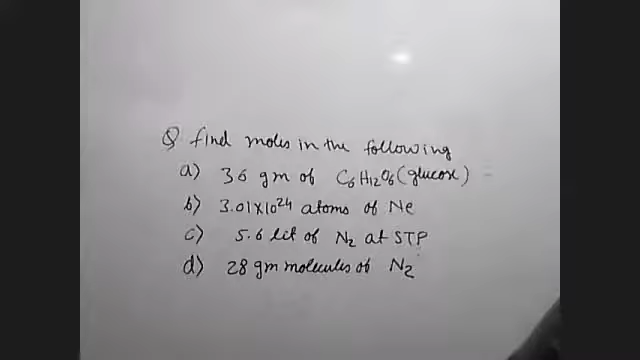 Q find moles in the following
a) 36 gm of C6H12O6 (glucose) =
b) 3.01×10^24 atoms of Ne
c) 5.6 lit of N2 at STP
d) 28 gm molecules of N2